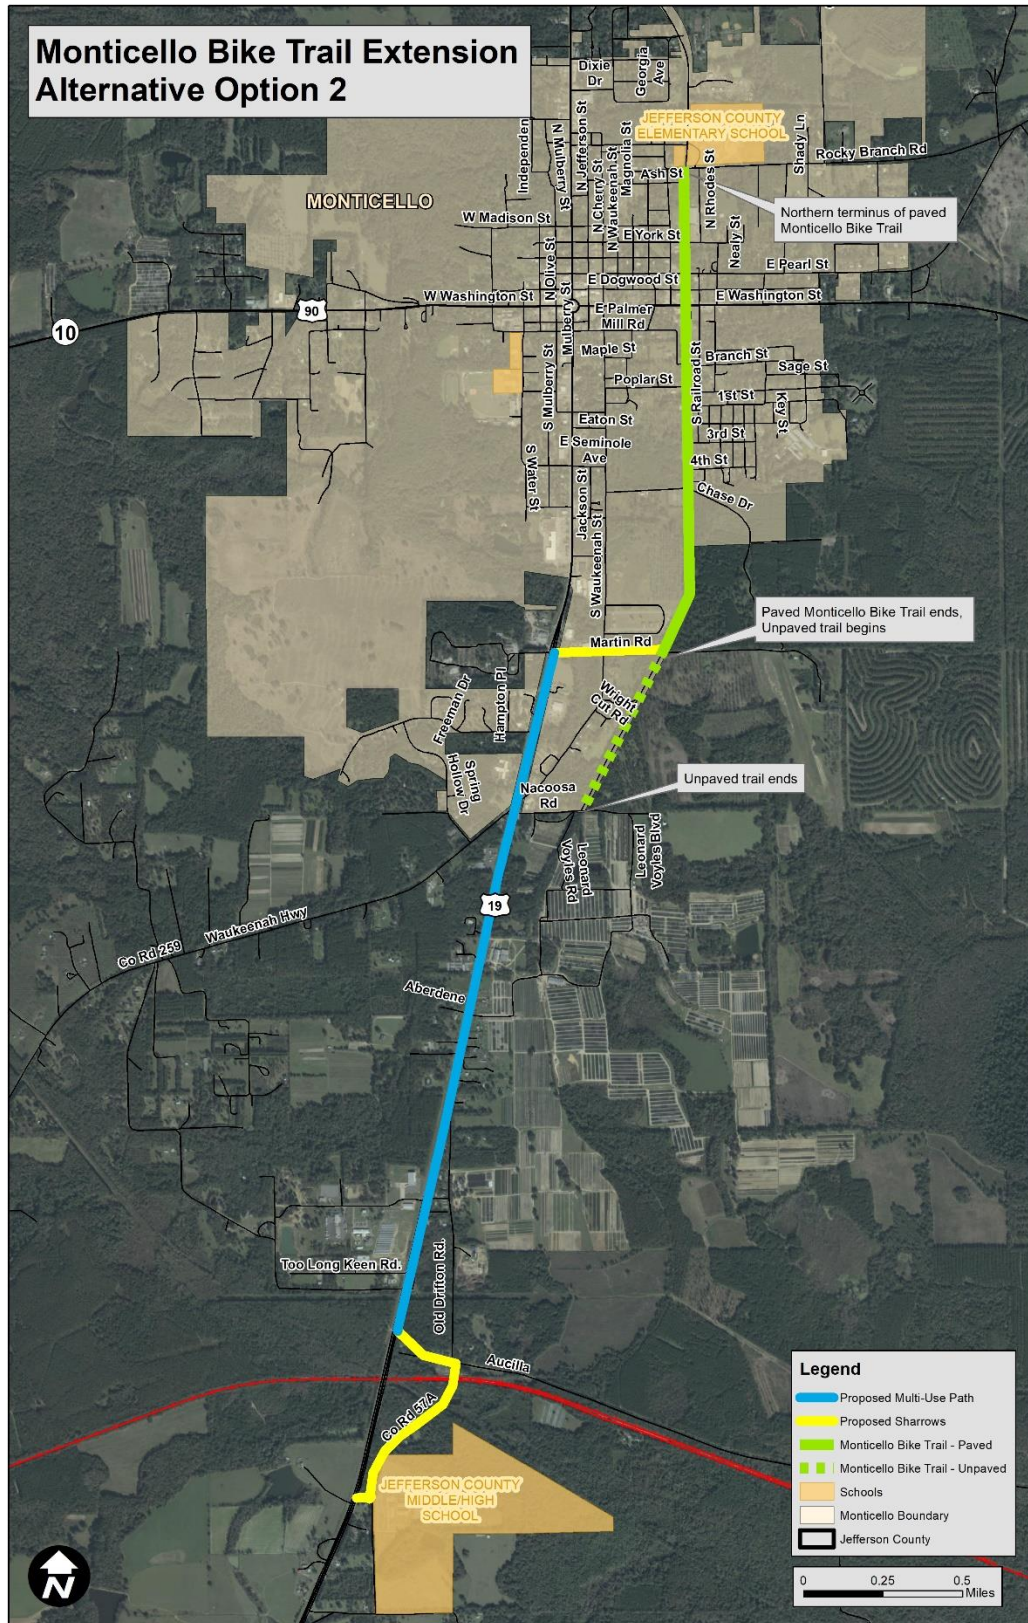 Monticello Bike Trail Extension
Alternative Option 2
Dixie
Dr
Georgia
Ave
JEFFERSON COUNTY
ELEMENTARY SCHOOL
Independen
N Mulberry St
N Jefferson St
N Cherry St
N Waukeenah St
Magnolia St
Ash St
N Rhodes St
Shady Ln
Rocky Branch Rd
MONTICELLO
Northern terminus of paved
Monticello Bike Trail
W Madison St
E York St
Nealy St
N Olive St
E Dogwood St
E Pearl St
W Washington St
E Washington St
90
10
Mulberry St
E Palmer
Mill Rd
Maple St
Branch St
Sage St
Poplar St
S Railroad St
1st St
Key St
S Mulberry St
Eaton St
3rd St
E Seminole
Ave
4th St
S Water St
Chase Dr
Jackson St
S Waukeenah St
Paved Monticello Bike Trail ends,
Unpaved trail begins
Martin Rd
Freeman Dr
Hampton Pl
Wright
Cut Rd
Spring
Hollow Dr
Unpaved trail ends
Nacoosa
Rd
Leonard
Voyles Rd
Leonard
Voyles Blvd
19
Waukeenah Hwy
Co Rd 259
Aberdene
Too Long Keen Rd.
Old Drifton Rd.
Aucilla
Co Rd 57A
JEFFERSON COUNTY
MIDDLE/HIGH
SCHOOL
Legend
Proposed Multi-Use Path
Proposed Sharrows
Monticello Bike Trail - Paved
Monticello Bike Trail - Unpaved
Schools
Monticello Boundary
Jefferson County
N
0 0.25 0.5
Miles